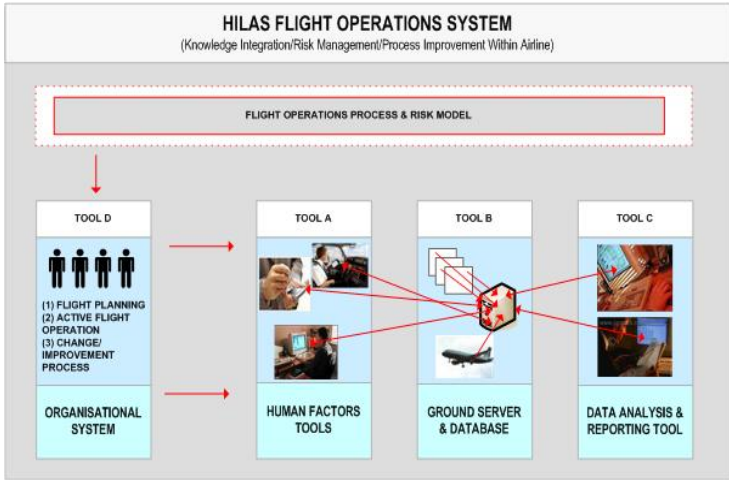 HILAS FLIGHT OPERATIONS SYSTEM
(Knowledge Integration/Risk Management/Process Improvement Within Airline)
FLIGHT OPERATIONS PROCESS & RISK MODEL
TOOL D
(1) FLIGHT PLANNING
(2) ACTIVE FLIGHT
OPERATION
(3) CHANGE/
IMPROVEMENT
PROCESS
ORGANISATIONAL
SYSTEM
TOOL A
HUMAN FACTORS
TOOLS
TOOL B
GROUND SERVER
& DATABASE
TOOL C
DATA ANALYSIS &
REPORTING TOOL